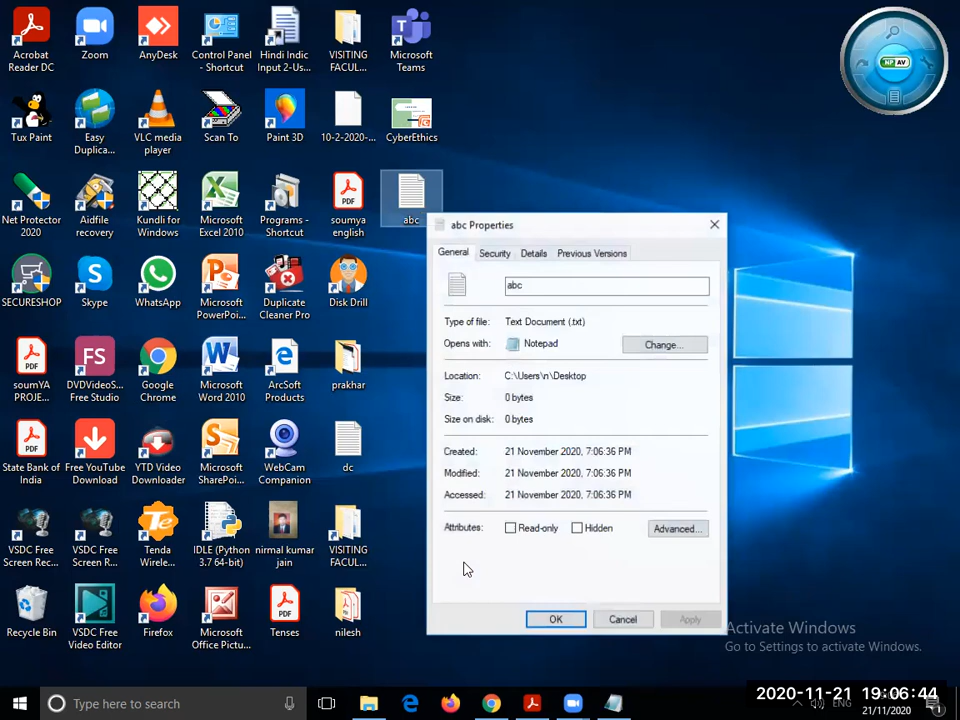 Acrobat
Reader DC
Zoom
AnyDesk
Control Panel
- Shortcut
Hindi Indic
Input 2-Us...
VISITING
FACUL...
Microsoft
Teams
NP AV
Tux Paint
Easy
Duplica...
VLC media
player
Scan To
Paint 3D
10-2-2020-...
CyberEthics
Net Protector
2020
Aidfile
recovery
Kundli for
Windows
Microsoft
Excel 2010
Programs -
Shortcut
PDF
soumya
english
abc
SECURESHOP
Skype
WhatsApp
Microsoft
PowerPoi...
Duplicate
Cleaner Pro
Disk Drill
PDF
soumYA
PROJE...
FS
DVDVideoS...
Free Studio
Google
Chrome
Microsoft
Word 2010
ArcSoft
Products
prakhar
PDF
State Bank of
India
Free YouTube
Download
YTD Video
Downloader
Microsoft
SharePoi...
WebCam
Companion
dc
VSDC Free
Screen Rec...
VSDC Free
Screen R...
Tenda
Wirele...
IDLE (Python
3.7 64-bit)
nirmal kumar
jain
VISITING
FACUL...
Recycle Bin
VSDC Free
Video Editor
Firefox
Microsoft
Office Pictu...
PDF
Tenses
nilesh
abc Properties
General Security Details Previous Versions
abc
Type of file: Text Document (.txt)
Opens with: Notepad Change...
Location: C:\Users\n\Desktop
Size: 0 bytes
Size on disk: 0 bytes
Created: 21 November 2020, 7:06:36 PM
Modified: 21 November 2020, 7:06:36 PM
Accessed: 21 November 2020, 7:06:36 PM
Attributes: Read-only Hidden Advanced...
OK Cancel Apply
Activate Windows
Go to Settings to activate Windows.
Type here to search
2020-11-21 19:06:44
ENG
21/11/2020